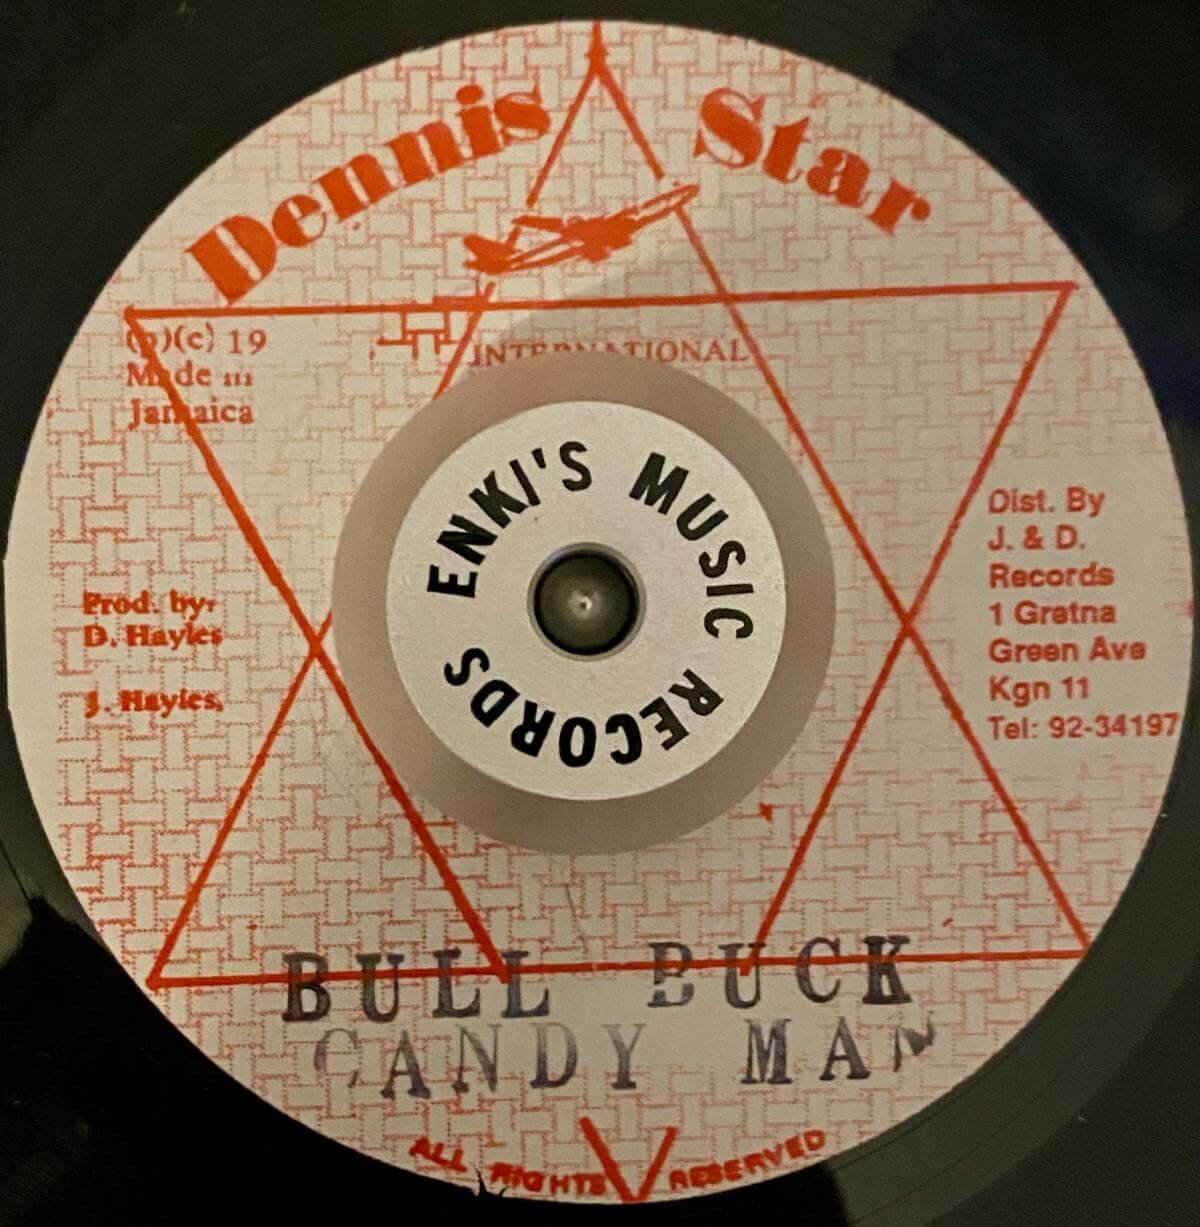 Dennis Star
(p)(c) 19
Made in
Jamaica
INTERNATIONAL
ENKI'S MUSIC RECORDS
Dist. By
J. & D.
Records
1 Gretna
Green Ave
Kgn 11
Tel: 92-34197
Prod. by:
D. Hayles
J. Hayles,
BULL BUCK
CANDY MAN
ALL RIGHTS RESERVED